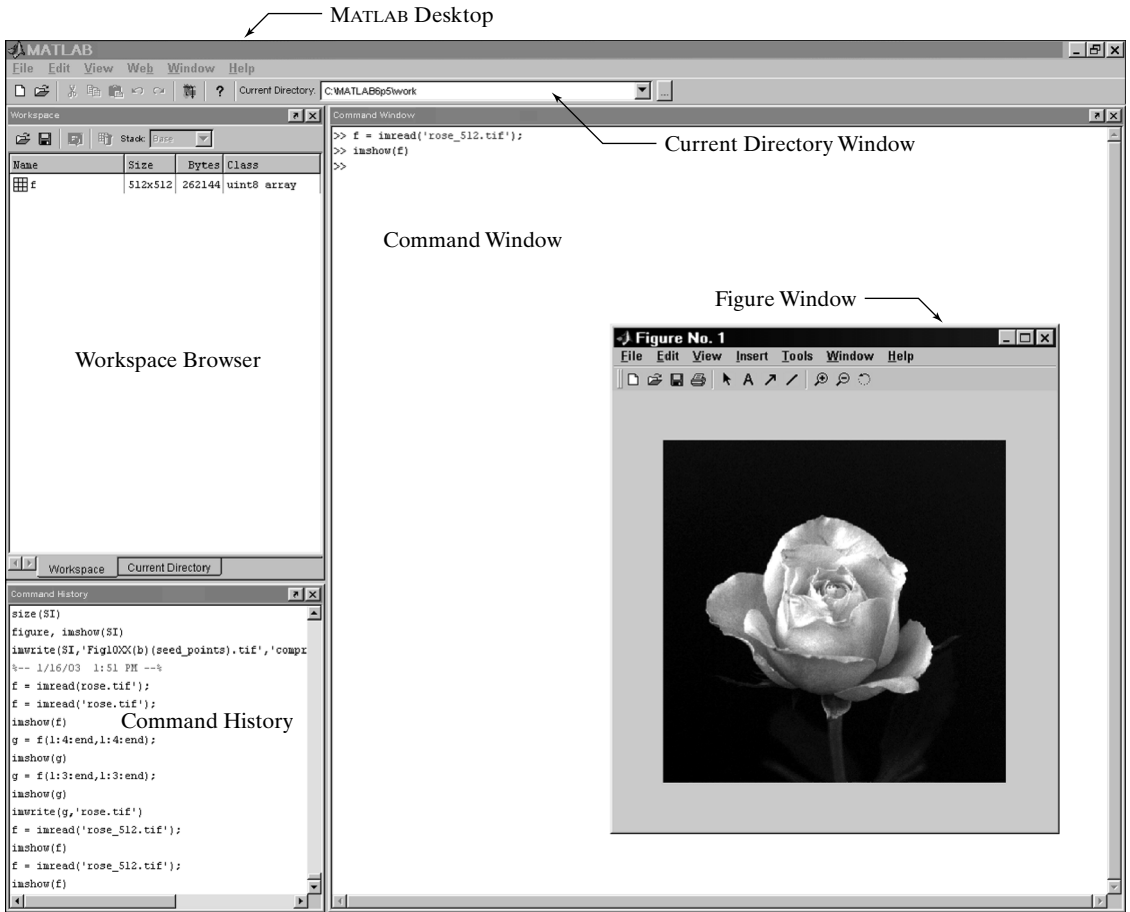 MATLAB Desktop
MATLAB
File Edit View Web Window Help
? Current Directory: C:\MATLAB6p5\work ...
Workspace
Stack: Base
Name Size Bytes Class
f 512x512 262144 uint8 array
Workspace Browser
Workspace Current Directory
Command History
size(SI)
figure, imshow(SI)
imwrite(SI,'Fig10XX(b)(seed_points).tif','compr
%-- 1/16/03 1:51 PM --%
f = imread(rose.tif');
f = imread('rose.tif');
imshow(f)
Command History
g = f(1:4:end,1:4:end);
imshow(g)
g = f(1:3:end,1:3:end);
imshow(g)
imwrite(g,'rose.tif')
f = imread('rose_512.tif');
imshow(f)
f = imread('rose_512.tif');
imshow(f)
Command Window
>> f = imread('rose_512.tif');
>> imshow(f)
>>
Current Directory Window
Command Window
Figure Window
Figure No. 1
File Edit View Insert Tools Window Help
A